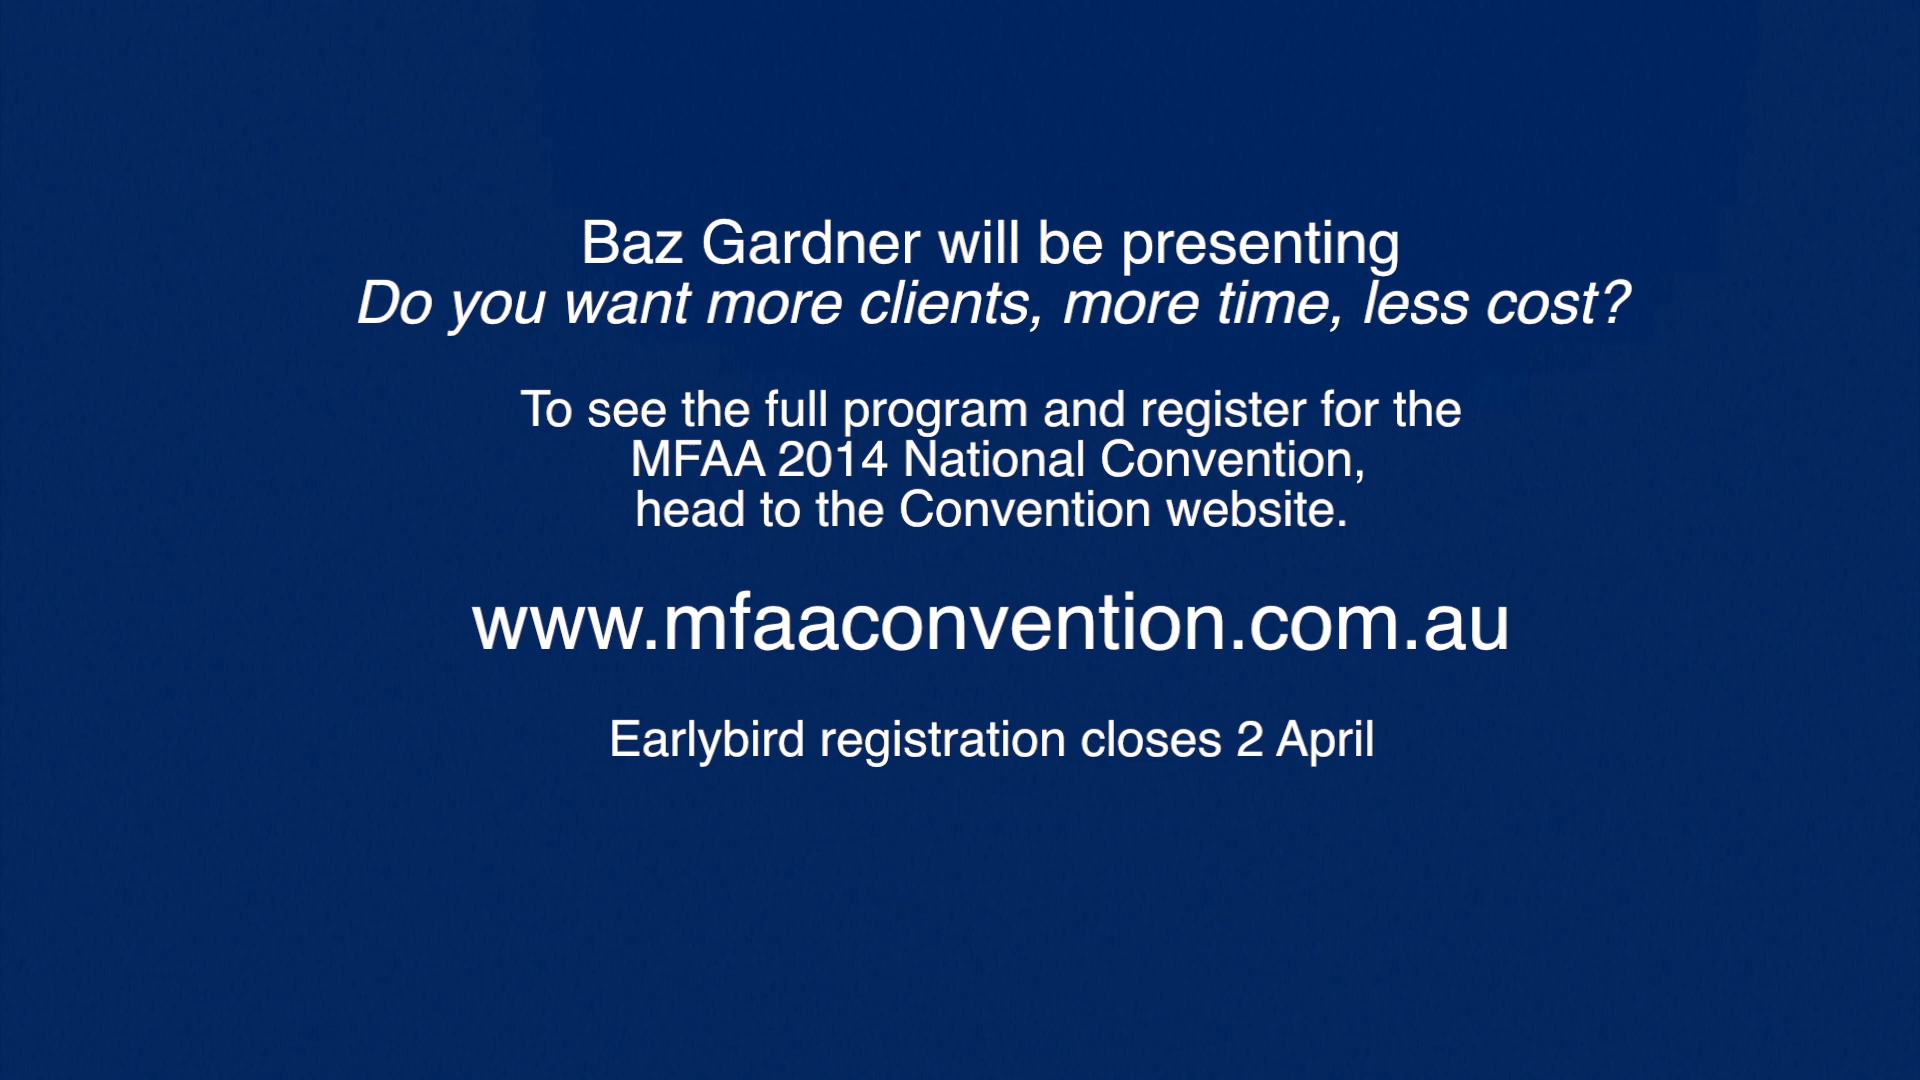 Baz Gardner will be presenting
Do you want more clients, more time, less cost?
To see the full program and register for the
MFAA 2014 National Convention,
head to the Convention website.
www.mfaaconvention.com.au
Earlybird registration closes 2 April